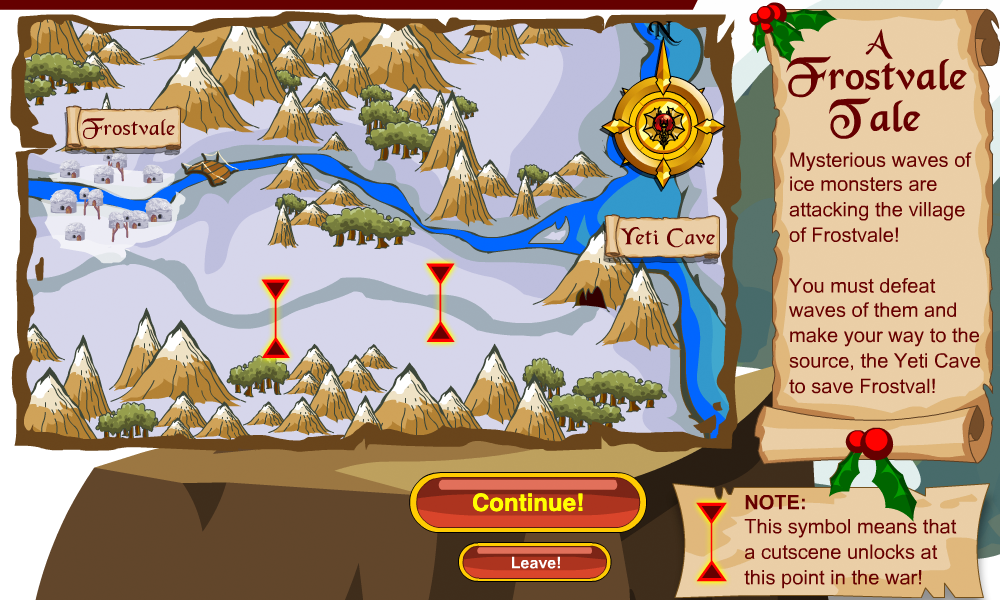 N
Frostvale
Yeti Cave
A
Frostvale
Tale
Mysterious waves of
ice monsters are
attacking the village
of Frostvale!
You must defeat
waves of them and
make your way to the
source, the Yeti Cave
to save Frostval!
Continue!
Leave!
NOTE:
This symbol means that
a cutscene unlocks at
this point in the war!